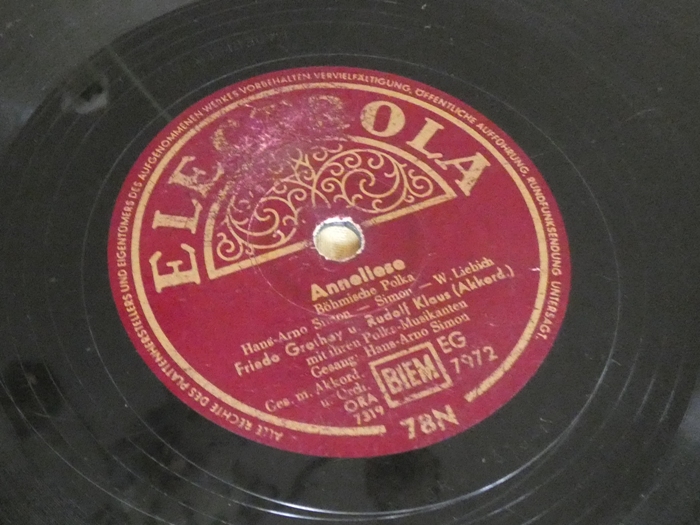 ALLE RECHTE DES PLATTENHERSTELLERS UND EIGENTÜMERS DES AUFGENOMMENEN WERKES VORBEHALTEN VERVIELFÄLTIGUNG, ÖFFENTLICHE AUFFÜHRUNG, RUNDFUNKSENDUNG UNTERSAGT.
ELECTROLA
Anneliese
Böhmische Polka
Hans-Arno Simon — Simon — W. Liebich
Friedo Grothey u. Rudolf Klaus (Akkord.)
mit ihren Polka-Musikanten
Gesang: Hans-Arno Simon
Ges. m. Akkord.
u. Orch.
ORA
7319
BIEM
EG
7972
78N